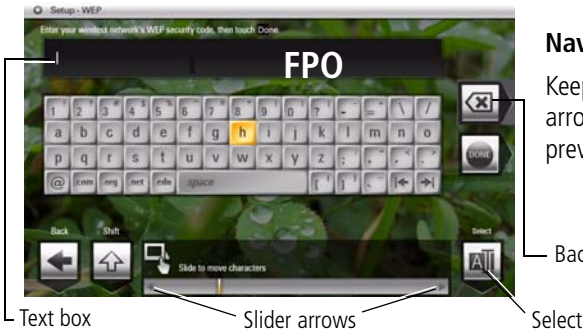 Setup - WEP
Enter your wireless network's WEP security code, then touch Done
FPO
Nav
Keep
arro
prev
1 2 3 4 5 6 7 8 9 0 ? - = \ /
a b c d e f g h i j k l m n o
p q r s t u v w x y z ; , < >
@ .com .org .net .edu space [ ]
DONE
Back Shift Select
Slide to move characters
Bac
Text box Slider arrows Select